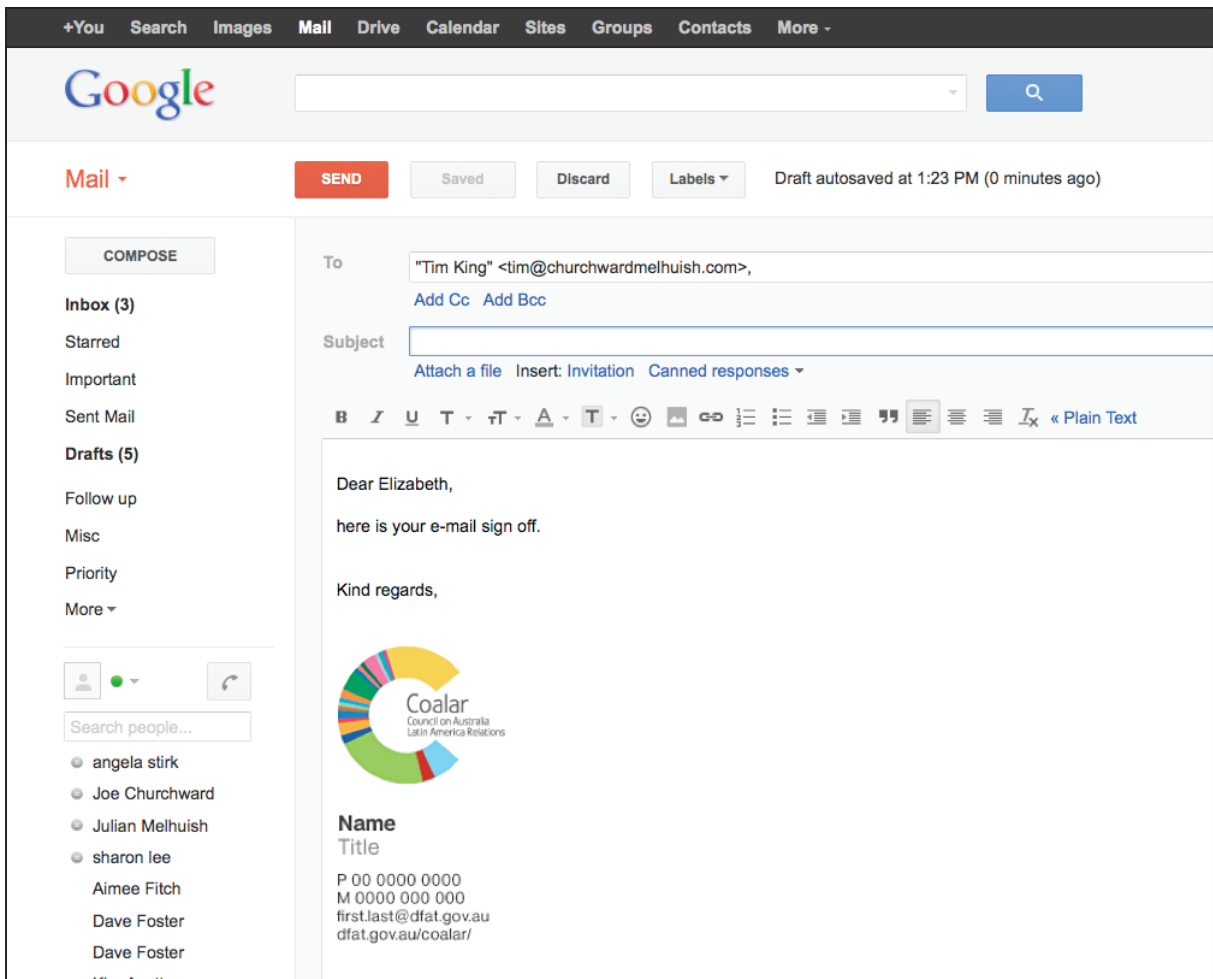 +You Search Images Mail Drive Calendar Sites Groups Contacts More
Google
Mail SEND Saved Discard Labels Draft autosaved at 1:23 PM (0 minutes ago)
COMPOSE
Inbox (3)
Starred
Important
Sent Mail
Drafts (5)
Follow up
Misc
Priority
More
Search people...
angela stirk
Joe Churchward
Julian Melhuish
sharon lee
Aimee Fitch
Dave Foster
Dave Foster
To "Tim King" <tim@churchwardmelhuish.com>,
Add Cc Add Bcc
Subject
Attach a file Insert: Invitation Canned responses
B I U T T A T « Plain Text
Dear Elizabeth,
here is your e-mail sign off.
Kind regards,
Coalar
Council on Australia
Latin America Relations
Name
Title
P 00 0000 0000
M 0000 000 000
first.last@dfat.gov.au
dfat.gov.au/coalar/